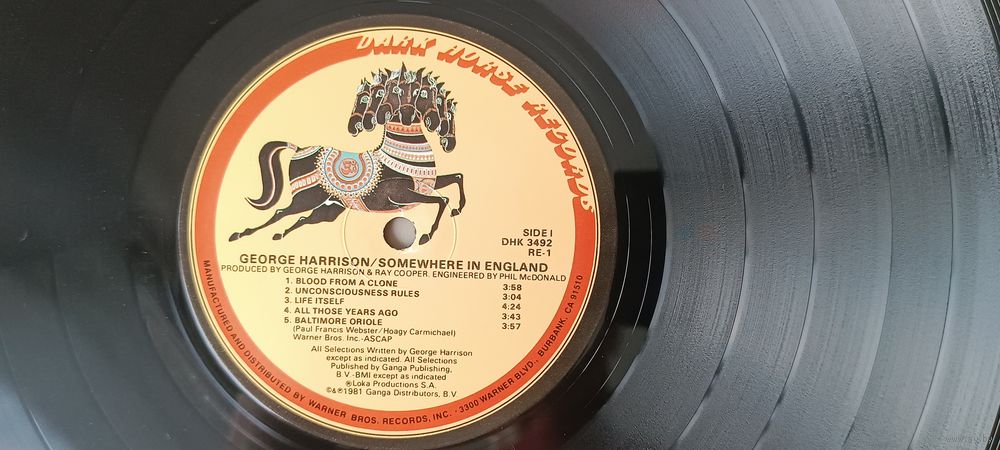 DARK HORSE RECORDS
SIDE I
DHK 3492
RE-1
GEORGE HARRISON/SOMEWHERE IN ENGLAND
PRODUCED BY GEORGE HARRISON & RAY COOPER. ENGINEERED BY PHIL McDONALD
1. BLOOD FROM A CLONE 3:58
2. UNCONSCIOUSNESS RULES 3:04
3. LIFE ITSELF 4:24
4. ALL THOSE YEARS AGO 3:43
5. BALTIMORE ORIOLE 3:57
(Paul Francis Webster/Hoagy Carmichael)
Warner Bros. Inc.-ASCAP
All Selections Written by George Harrison
except as indicated. All Selections
Published by Ganga Publishing,
B.V.-BMI except as indicated
®Loka Productions S.A.
©&℗1981 Ganga Distributors, B.V
MANUFACTURED AND DISTRIBUTED BY WARNER BROS. RECORDS, INC. · 3300 WARNER BLVD., BURBANK, CA 91510